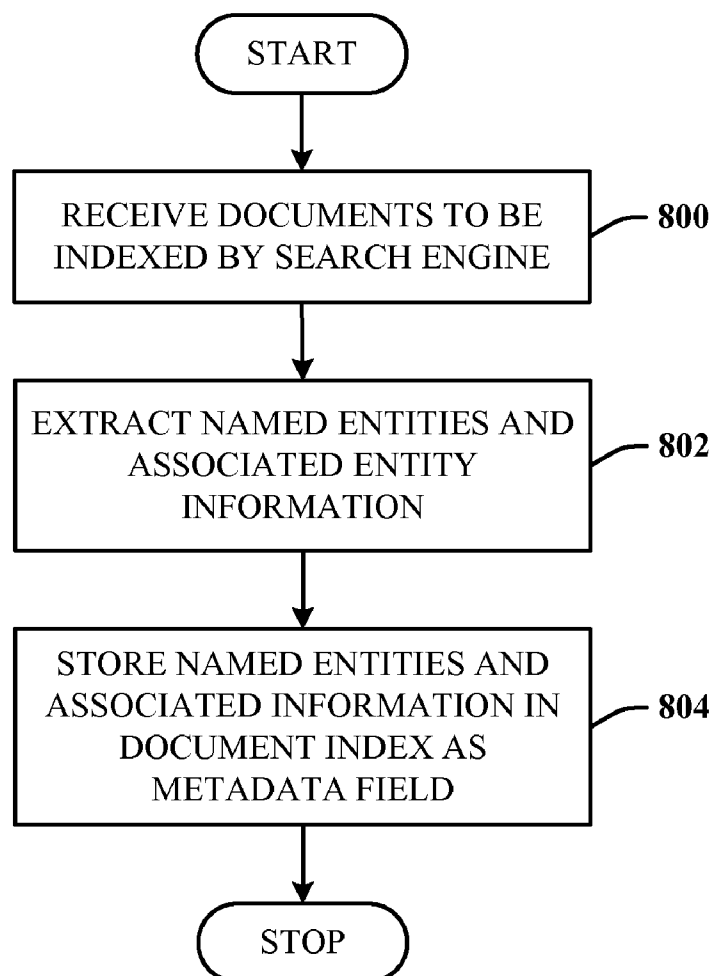 START
RECEIVE DOCUMENTS TO BE
INDEXED BY SEARCH ENGINE
800
EXTRACT NAMED ENTITIES AND
ASSOCIATED ENTITY
INFORMATION
802
STORE NAMED ENTITIES AND
ASSOCIATED INFORMATION IN
DOCUMENT INDEX AS
METADATA FIELD
804
STOP